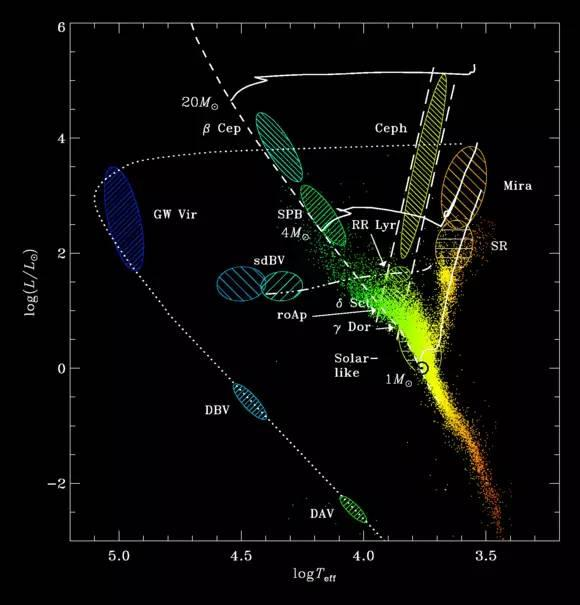 6
20M☉
β Cep
Ceph
4
GW Vir
Mira
SPB
4M☉
RR Lyr
SR
sdBV
2
log(L/L☉)
δ Sct
roAp
γ Dor
Solar-
like
1M☉
0
DBV
−2
DAV
5.0 4.5 4.0 3.5
logTeff